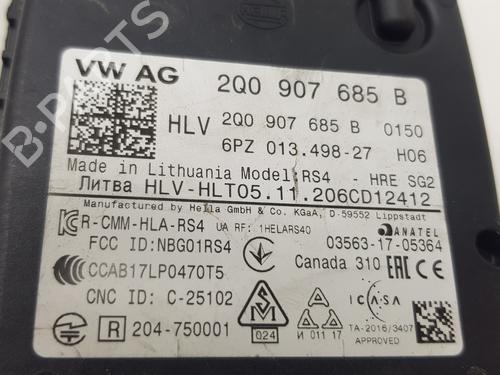 HELLA
VW AG 2Q0 907 685 B
HLV 2Q0 907 685 B 0150
6PZ 013.498-27 H06
Made in Lithuania Model:RS4 - HRE SG2
Литва HLV-HLT05.11.206CD12412
Manufactured by Hella GmbH & Co. KGaA, D-59552 Lippstadt
R-CMM-HLA-RS4 UA RF: 1HELARS40 ANATEL
FCC ID:NBG01RS4 03563-17-05364
CCAB17LP0470T5 Canada 310 EAC CE
CNC ID: C-25102 ICASA
R 204-750001 024 И 011 17 TA-2016/3407
APPROVED
B-PARTS